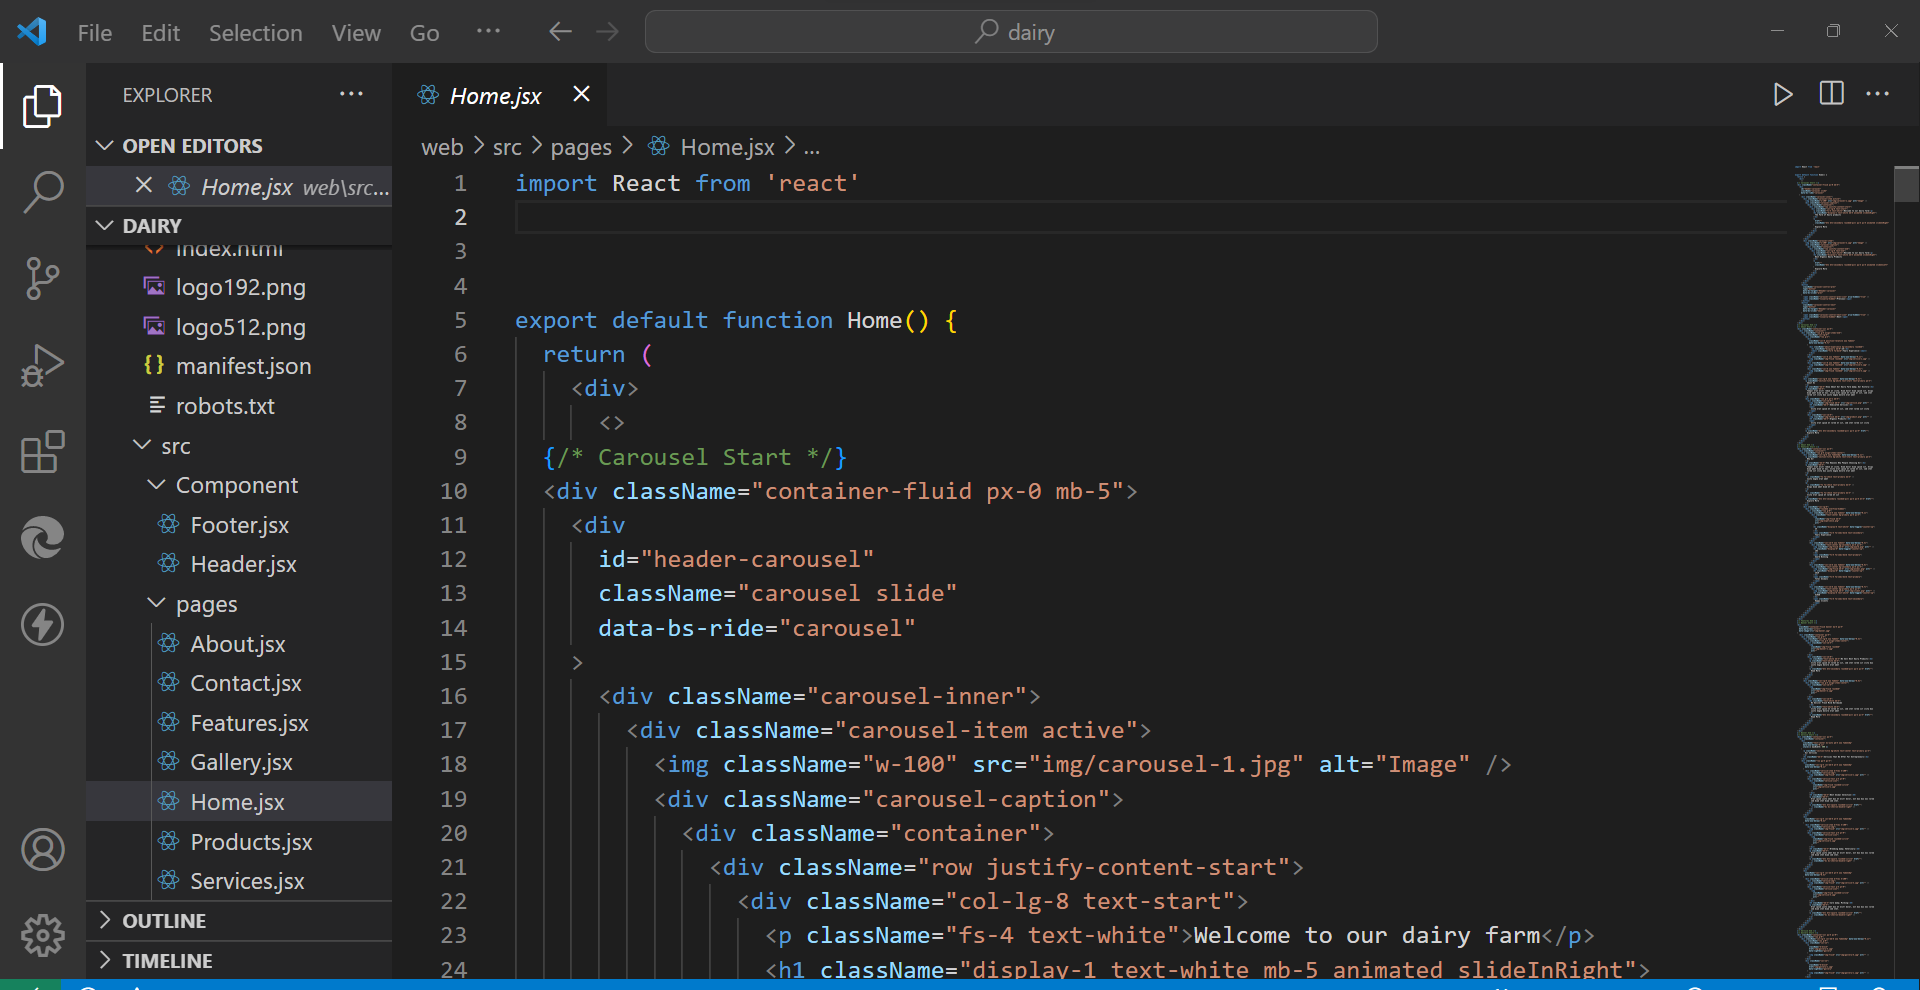 File Edit Selection View Go ··· dairy
EXPLORER ···
OPEN EDITORS
Home.jsx web\src...
DAIRY
index.html
logo192.png
logo512.png
manifest.json
robots.txt
src
Component
Footer.jsx
Header.jsx
pages
About.jsx
Contact.jsx
Features.jsx
Gallery.jsx
Home.jsx
Products.jsx
Services.jsx
OUTLINE
TIMELINE
Home.jsx
web > src > pages > Home.jsx > ...
1 import React from 'react'
2
3
4
5 export default function Home() {
6 return (
7 <div>
8 <>
9 {/* Carousel Start */}
10 <div className="container-fluid px-0 mb-5">
11 <div
12 id="header-carousel"
13 className="carousel slide"
14 data-bs-ride="carousel"
15 >
16 <div className="carousel-inner">
17 <div className="carousel-item active">
18 <img className="w-100" src="img/carousel-1.jpg" alt="Image" />
19 <div className="carousel-caption">
20 <div className="container">
21 <div className="row justify-content-start">
22 <div className="col-lg-8 text-start">
23 <p className="fs-4 text-white">Welcome to our dairy farm</p>
24 <h1 className="display-1 text-white mb-5 animated slideInRight">